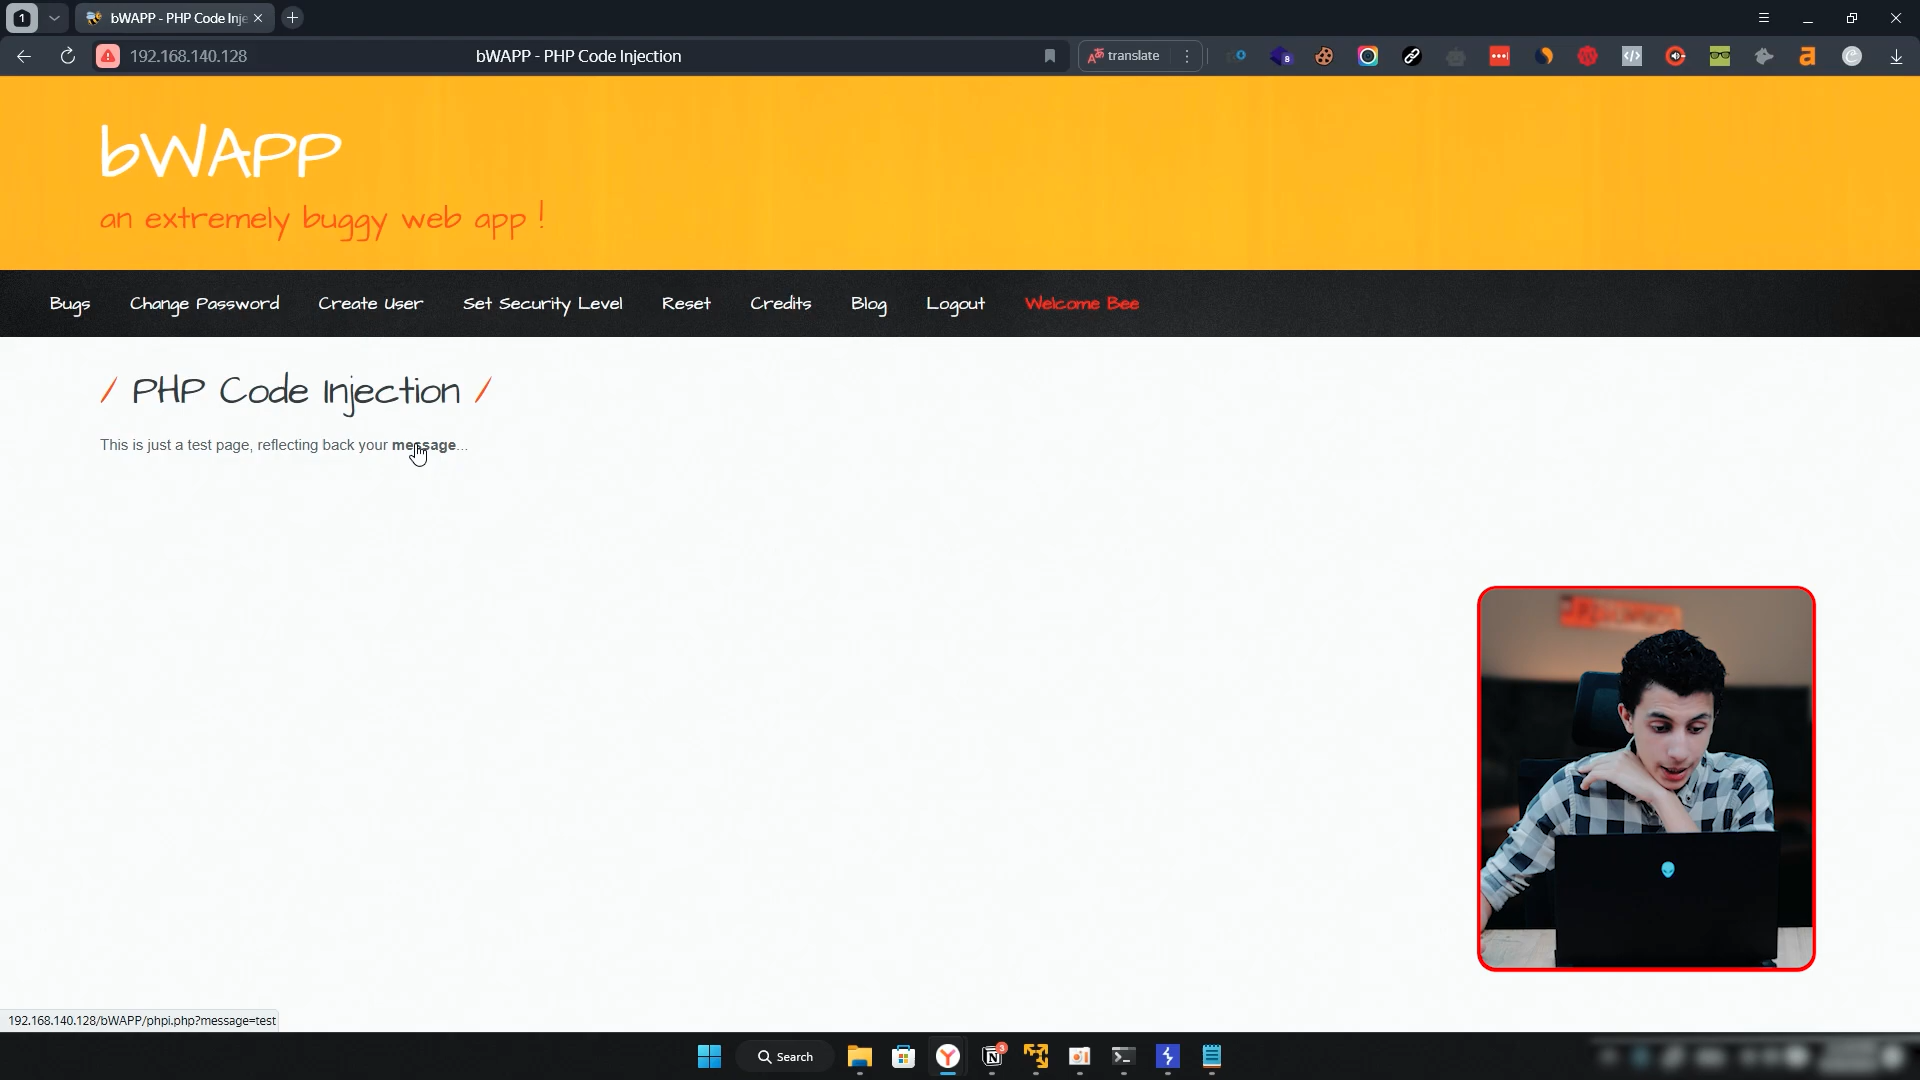 1
bWAPP - PHP Code Inje
192.168.140.128
bWAPP - PHP Code Injection
translate
8
a
bWAPP
an extremely buggy web app !
Bugs
Change Password
Create User
Set Security Level
Reset
Credits
Blog
Logout
Welcome Bee
/ PHP Code Injection /
This is just a test page, reflecting back your message...
192.168.140.128/bWAPP/phpi.php?message=test
Search
3